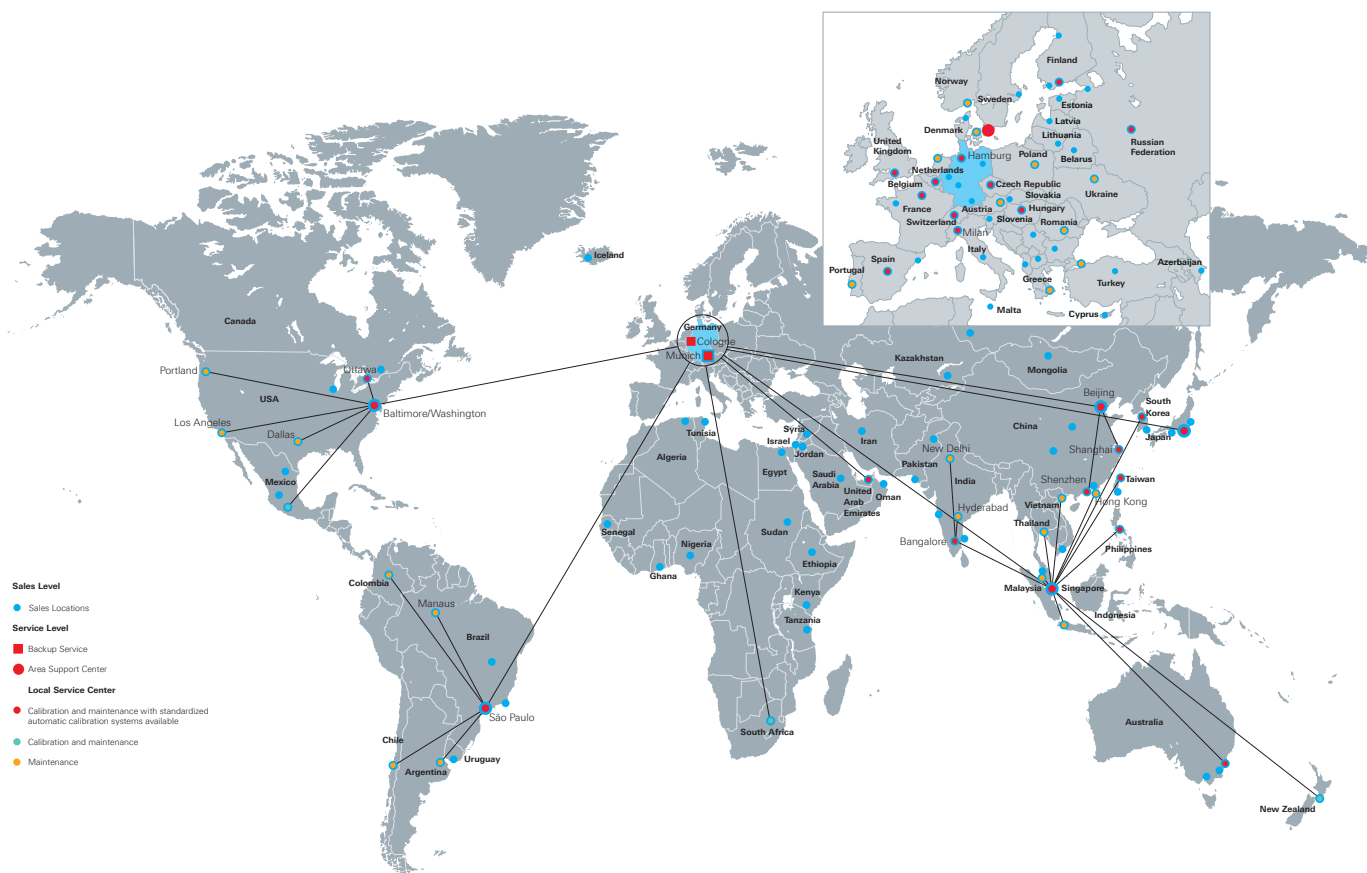 Finland
Norway
Sweden
Estonia
Latvia
Denmark
Lithuania
United
Kingdom
Russian
Federation
Hamburg
Poland
Belarus
Netherlands
Belgium
Czech Republic
Slovakia
Ukraine
France
Austria
Hungary
Switzerland
Slovenia
Romania
Milan
Italy
Spain
Portugal
Greece
Turkey
Azerbaijan
Malta
Cyprus
Iceland
Canada
Germany
Cologne
Munich
Kazakhstan
Mongolia
Portland
Ottawa
USA
Baltimore/Washington
Los Angeles
Dallas
Mexico
Beijing
South
Korea
Japan
China
Shanghai
Tunisia
Algeria
Syria
Israel
Jordan
Iran
Egypt
Saudi
Arabia
United
Arab
Emirates
Oman
Pakistan
New Delhi
India
Hyderabad
Bangalore
Shenzhen
Taiwan
Hong Kong
Vietnam
Thailand
Philippines
Malaysia
Singapore
Indonesia
Senegal
Sudan
Nigeria
Ghana
Ethiopia
Kenya
Tanzania
South Africa
Colombia
Manaus
Brazil
São Paulo
Chile
Argentina
Uruguay
Australia
New Zealand
Sales Level
Sales Locations
Service Level
Backup Service
Area Support Center
Local Service Center
Calibration and maintenance with standardized
automatic calibration systems available
Calibration and maintenance
Maintenance